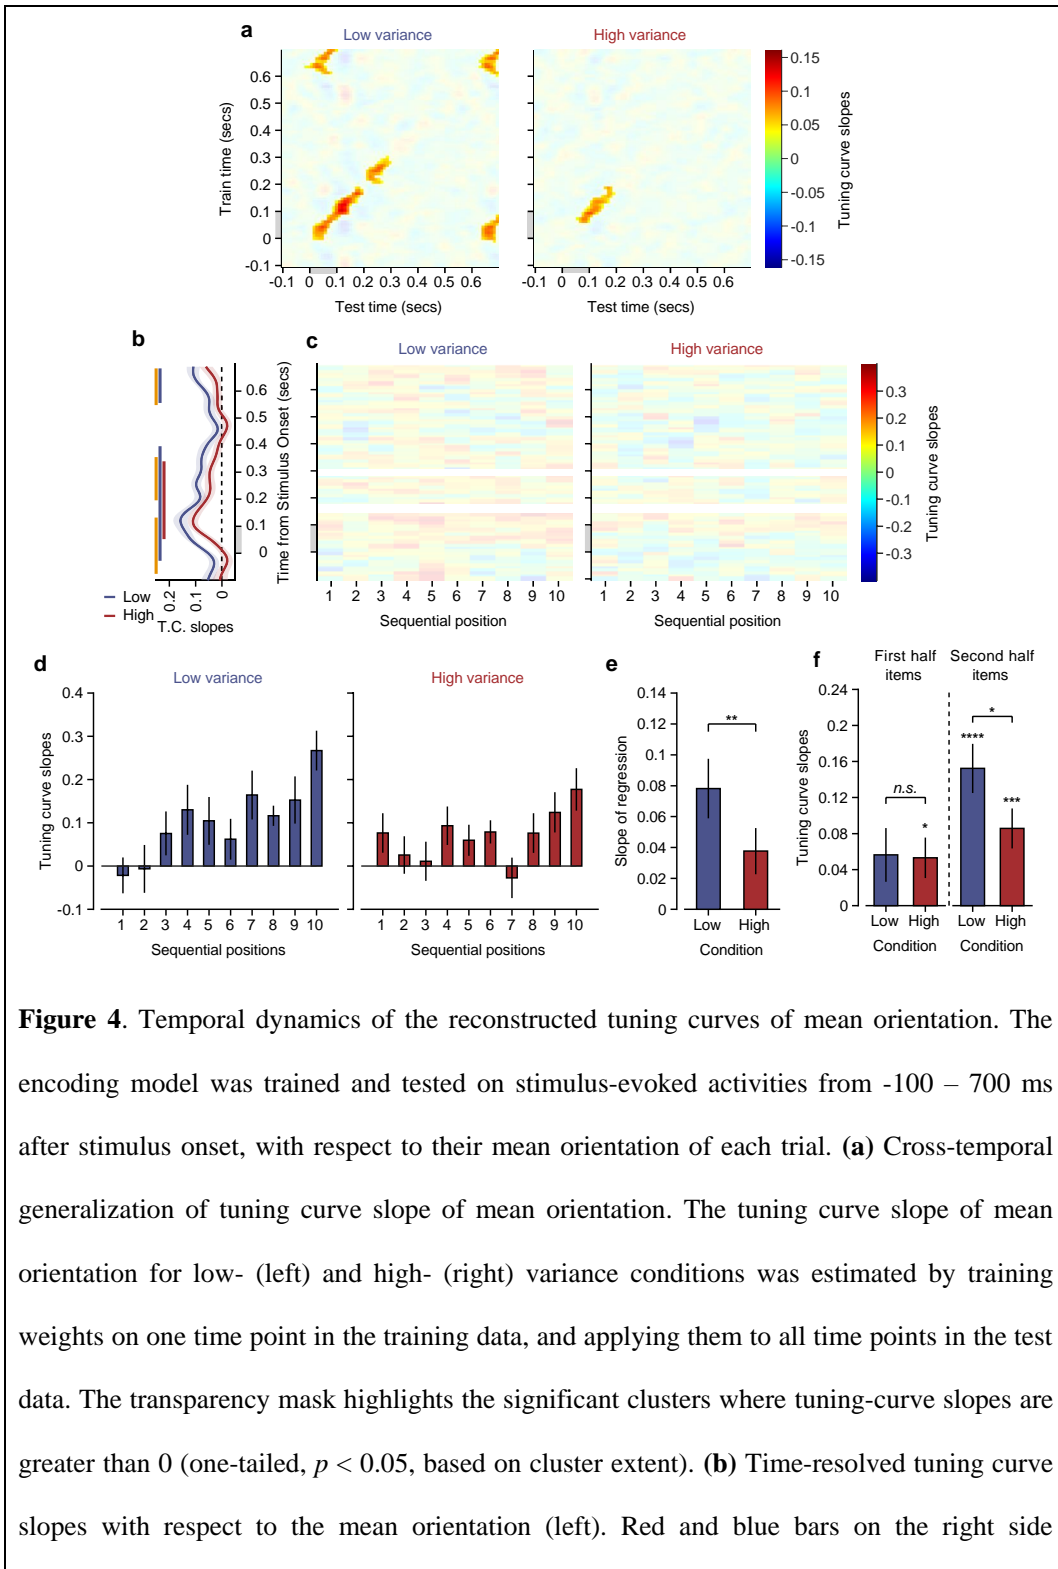 a
Low variance
High variance
Train time (secs)
0.6
0.5
0.4
0.3
0.2
0.1
0
-0.1
-0.1 0 0.1 0.2 0.3 0.4 0.5 0.6
-0.1 0 0.1 0.2 0.3 0.4 0.5 0.6
Test time (secs)
Test time (secs)
0.15
0.1
0.05
0
-0.05
-0.1
-0.15
Tuning curve slopes
b
0.6
0.5
0.4
0.3
0.2
0.1
0
Time from Stimulus Onset (secs)
0.2 0.1 0
T.C. slopes
Low
High
c
Low variance
High variance
1 2 3 4 5 6 7 8 9 10
1 2 3 4 5 6 7 8 9 10
Sequential position
Sequential position
0.3
0.2
0.1
0
-0.1
-0.2
-0.3
Tuning curve slopes
d
Low variance
High variance
Tuning curve slopes
0.4
0.3
0.2
0.1
0
-0.1
1 2 3 4 5 6 7 8 9 10
1 2 3 4 5 6 7 8 9 10
Sequential positions
Sequential positions
e
Slope of regression
0.14
0.12
0.1
0.08
0.06
0.04
0.02
0
**
Low High
Condition
f
First half items
Second half items
Tuning curve slopes
0.24
0.2
0.16
0.12
0.08
0.04
0
n.s.
*
*
****
***
Low High
Low High
Condition
Condition
Figure 4. Temporal dynamics of the reconstructed tuning curves of mean orientation. The
encoding model was trained and tested on stimulus-evoked activities from -100 – 700 ms
after stimulus onset, with respect to their mean orientation of each trial. (a) Cross-temporal
generalization of tuning curve slope of mean orientation. The tuning curve slope of mean
orientation for low- (left) and high- (right) variance conditions was estimated by training
weights on one time point in the training data, and applying them to all time points in the test
data. The transparency mask highlights the significant clusters where tuning-curve slopes are
greater than 0 (one-tailed, p < 0.05, based on cluster extent). (b) Time-resolved tuning curve
slopes with respect to the mean orientation (left). Red and blue bars on the right side